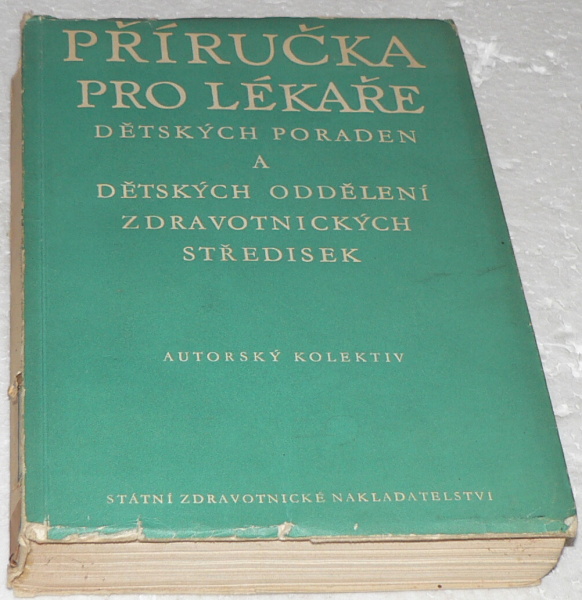 PŘÍRUČKA
PRO LÉKAŘE
DĚTSKÝCH PORADEN
A
DĚTSKÝCH ODDĚLENÍ
ZDRAVOTNICKÝCH
STŘEDISEK
AUTORSKÝ KOLEKTIV
STÁTNÍ ZDRAVOTNICKÉ NAKLADATELSTVÍ